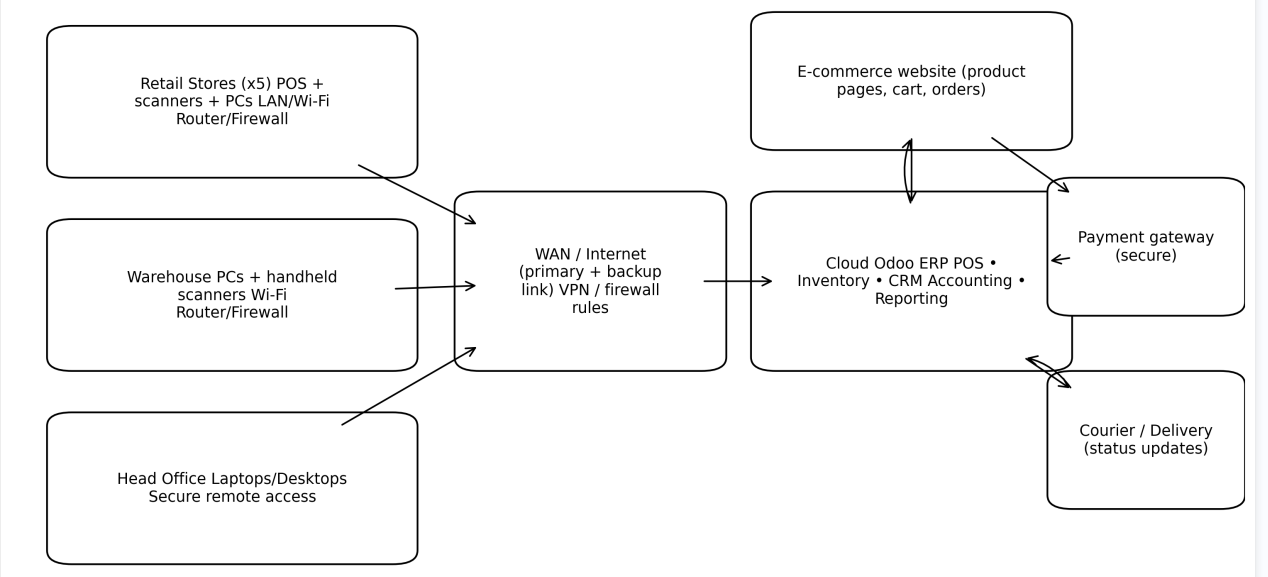 Retail Stores (x5) POS +
scanners + PCs LAN/Wi-Fi
Router/Firewall
Warehouse PCs + handheld
scanners Wi-Fi
Router/Firewall
Head Office Laptops/Desktops
Secure remote access
WAN / Internet
(primary + backup
link) VPN / firewall
rules
E-commerce website (product
pages, cart, orders)
Cloud Odoo ERP POS •
Inventory • CRM Accounting •
Reporting
Payment gateway
(secure)
Courier / Delivery
(status updates)